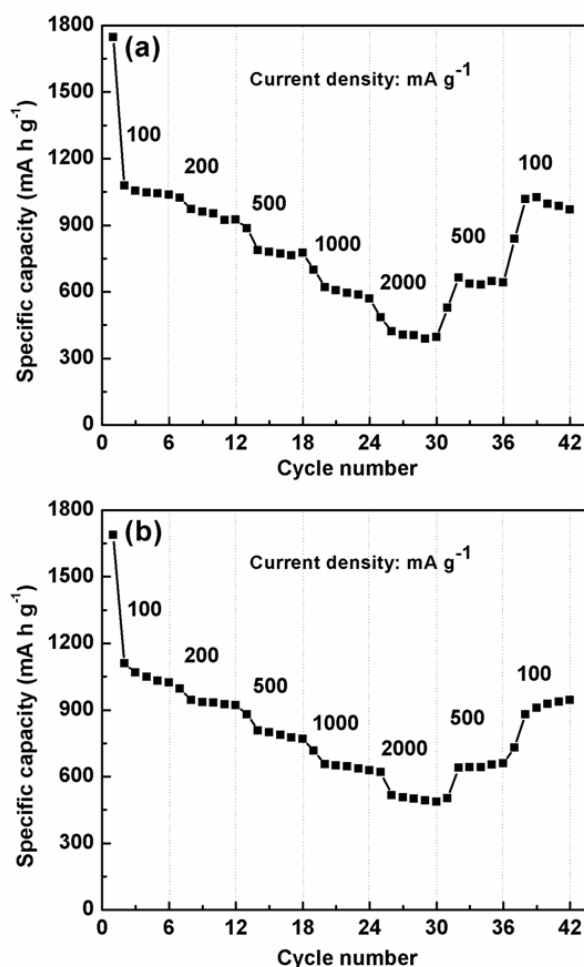 (a)
Current density: mA g-1
1800
1500
1200
900
600
300
0
Specific capacity (mA h g-1)
100
200
500
1000
2000
500
100
0 6 12 18 24 30 36 42
Cycle number
(b)
Current density: mA g-1
1800
1500
1200
900
600
300
0
Specific capacity (mA h g-1)
100
200
500
1000
2000
500
100
0 6 12 18 24 30 36 42
Cycle number